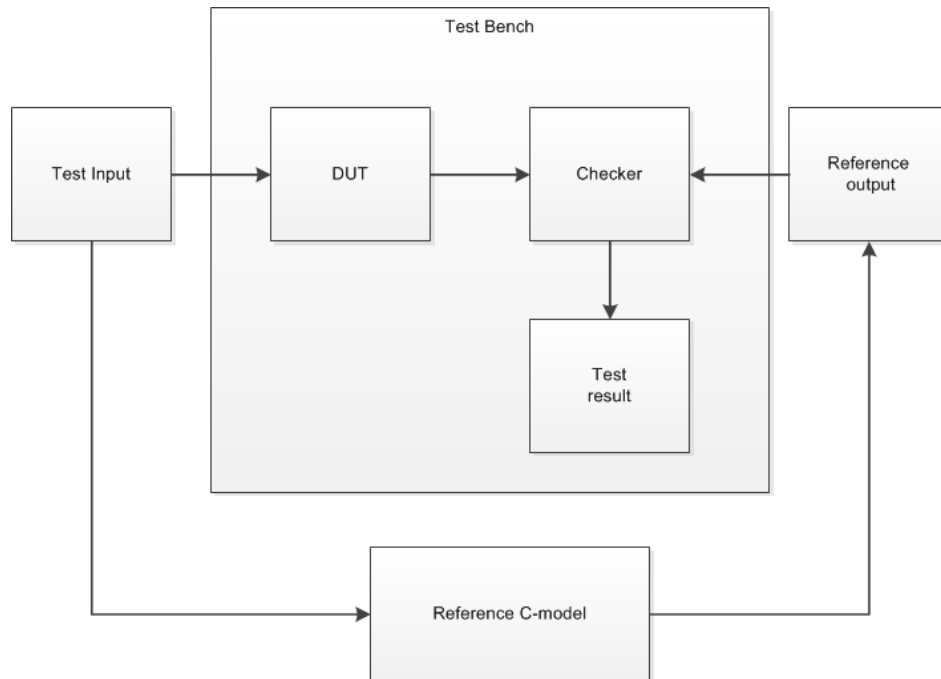 Test Bench
Test Input
DUT
Checker
Reference
output
Test
result
Reference C-model